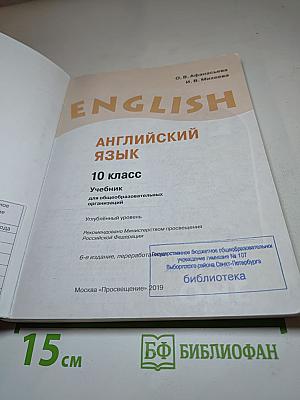 О. В. Афанасьева
И. В. Михеева
ENGLISH
АНГЛИЙСКИЙ
ЯЗЫК
10 класс
Учебник
для общеобразовательных
организаций
Углублённый уровень
Рекомендовано Министерством просвещения
Российской Федерации
6-е издание, переработанное
Государственное бюджетное общеобразовательное
учреждение гимназия № 107
Выборгского района Санкт-Петербурга
библиотека
Москва «Просвещение» 2019
15 см
БФ БИБЛИОФАН